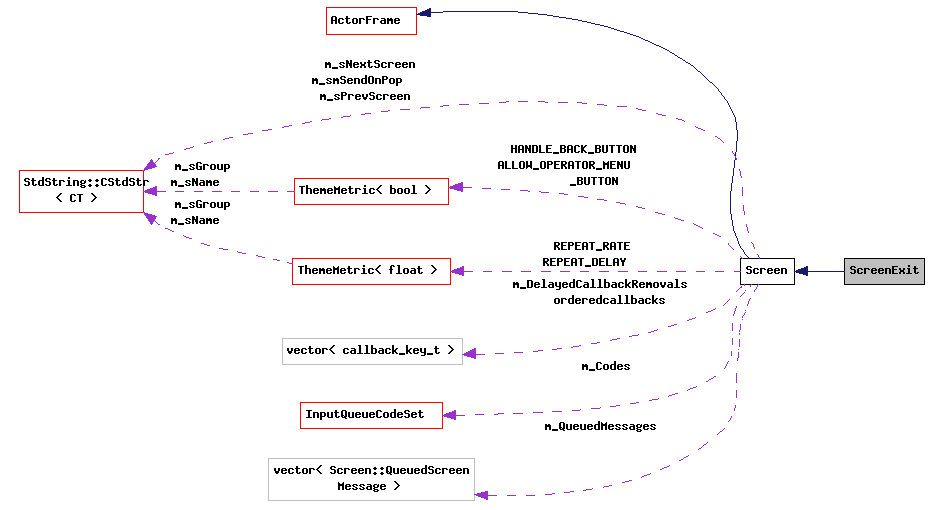 ActorFrame
m_sNextScreen
m_smSendOnPop
m_sPrevScreen
HANDLE_BACK_BUTTON
ALLOW_OPERATOR_MENU
_BUTTON
m_sGroup
m_sName
StdString::CStdStr
< CT >
ThemeMetric< bool >
m_sGroup
m_sName
REPEAT_RATE
REPEAT_DELAY
ThemeMetric< float >
Screen
ScreenExit
m_DelayedCallbackRemovals
orderedcallbacks
vector< callback_key_t >
m_Codes
InputQueueCodeSet
m_QueuedMessages
vector< Screen::QueuedScreen
Message >